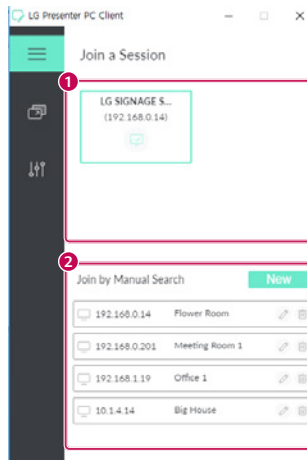 LG Presenter PC Client
Join a Session
1
LG SIGNAGE S...
(192.168.0.14)
2
Join by Manual Search
New
192.168.0.14 Flower Room
192.168.0.201 Meeting Room 1
192.168.1.19 Office 1
10.1.4.14 Big House